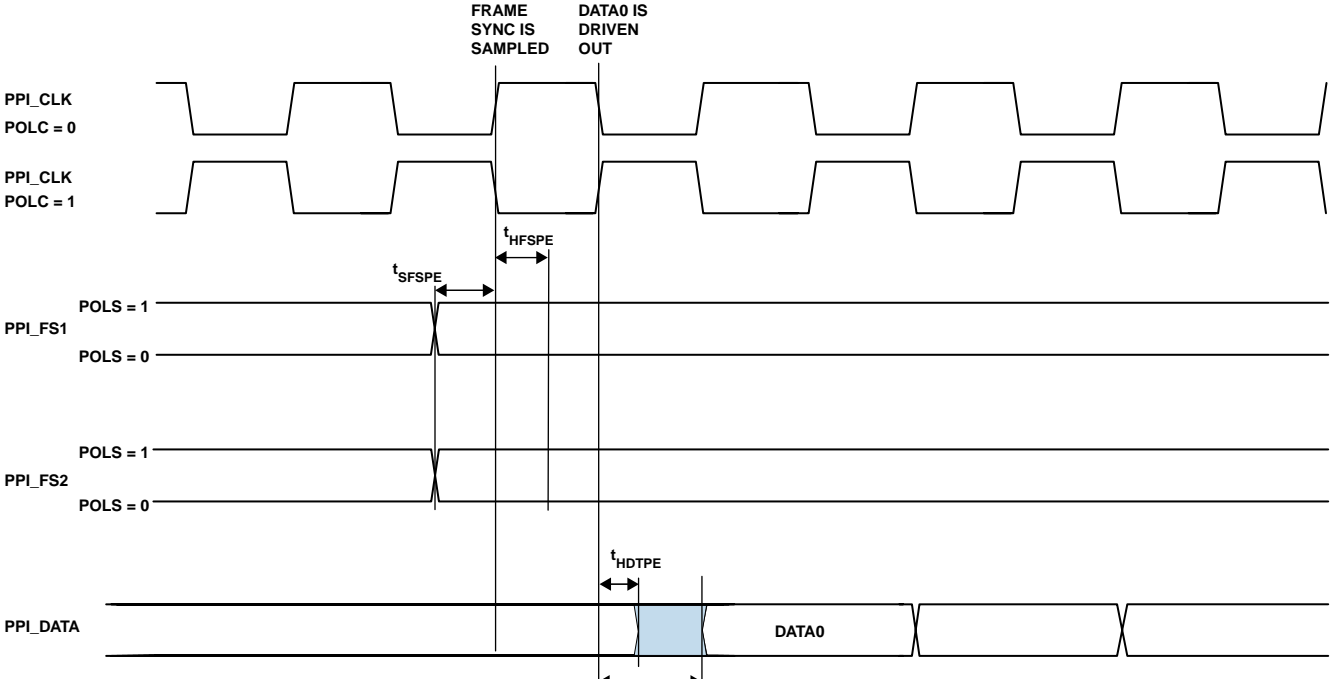 FRAME
SYNC IS
SAMPLED
DATA0 IS
DRIVEN
OUT
PPI_CLK
POLC = 0
PPI_CLK
POLC = 1
tHFSPE
tSFSPE
POLS = 1
PPI_FS1
POLS = 0
POLS = 1
PPI_FS2
POLS = 0
tHDTPE
PPI_DATA
DATA0